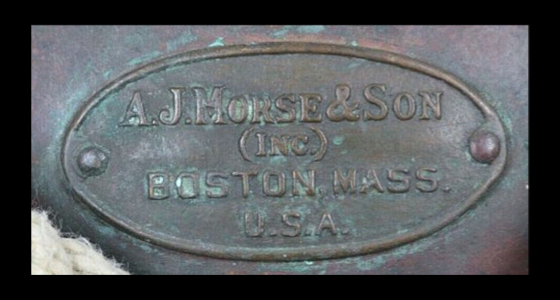 A.J.MORSE & SON
(INC.)
BOSTON, MASS.
U.S.A.